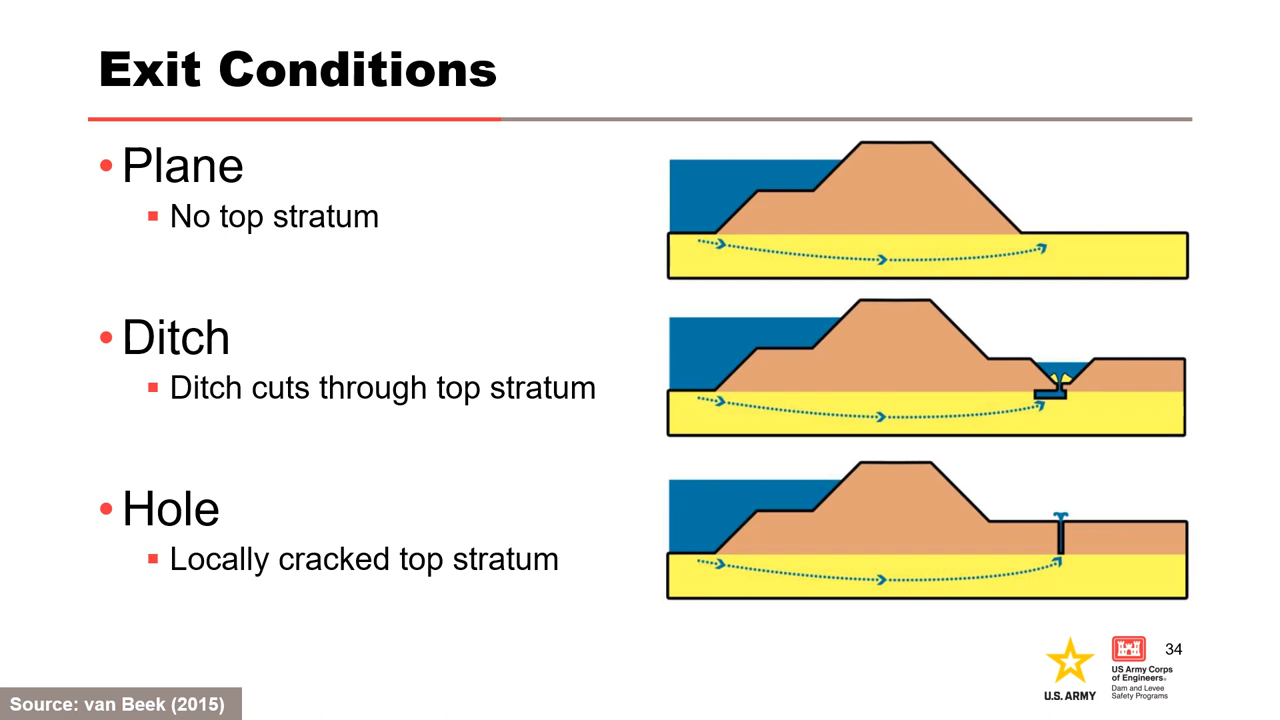 Exit Conditions
• Plane
▪ No top stratum
• Ditch
▪ Ditch cuts through top stratum
• Hole
▪ Locally cracked top stratum
34
U.S. ARMY
US Army Corps
of Engineers®
Dam and Levee
Safety Programs
Source: van Beek (2015)